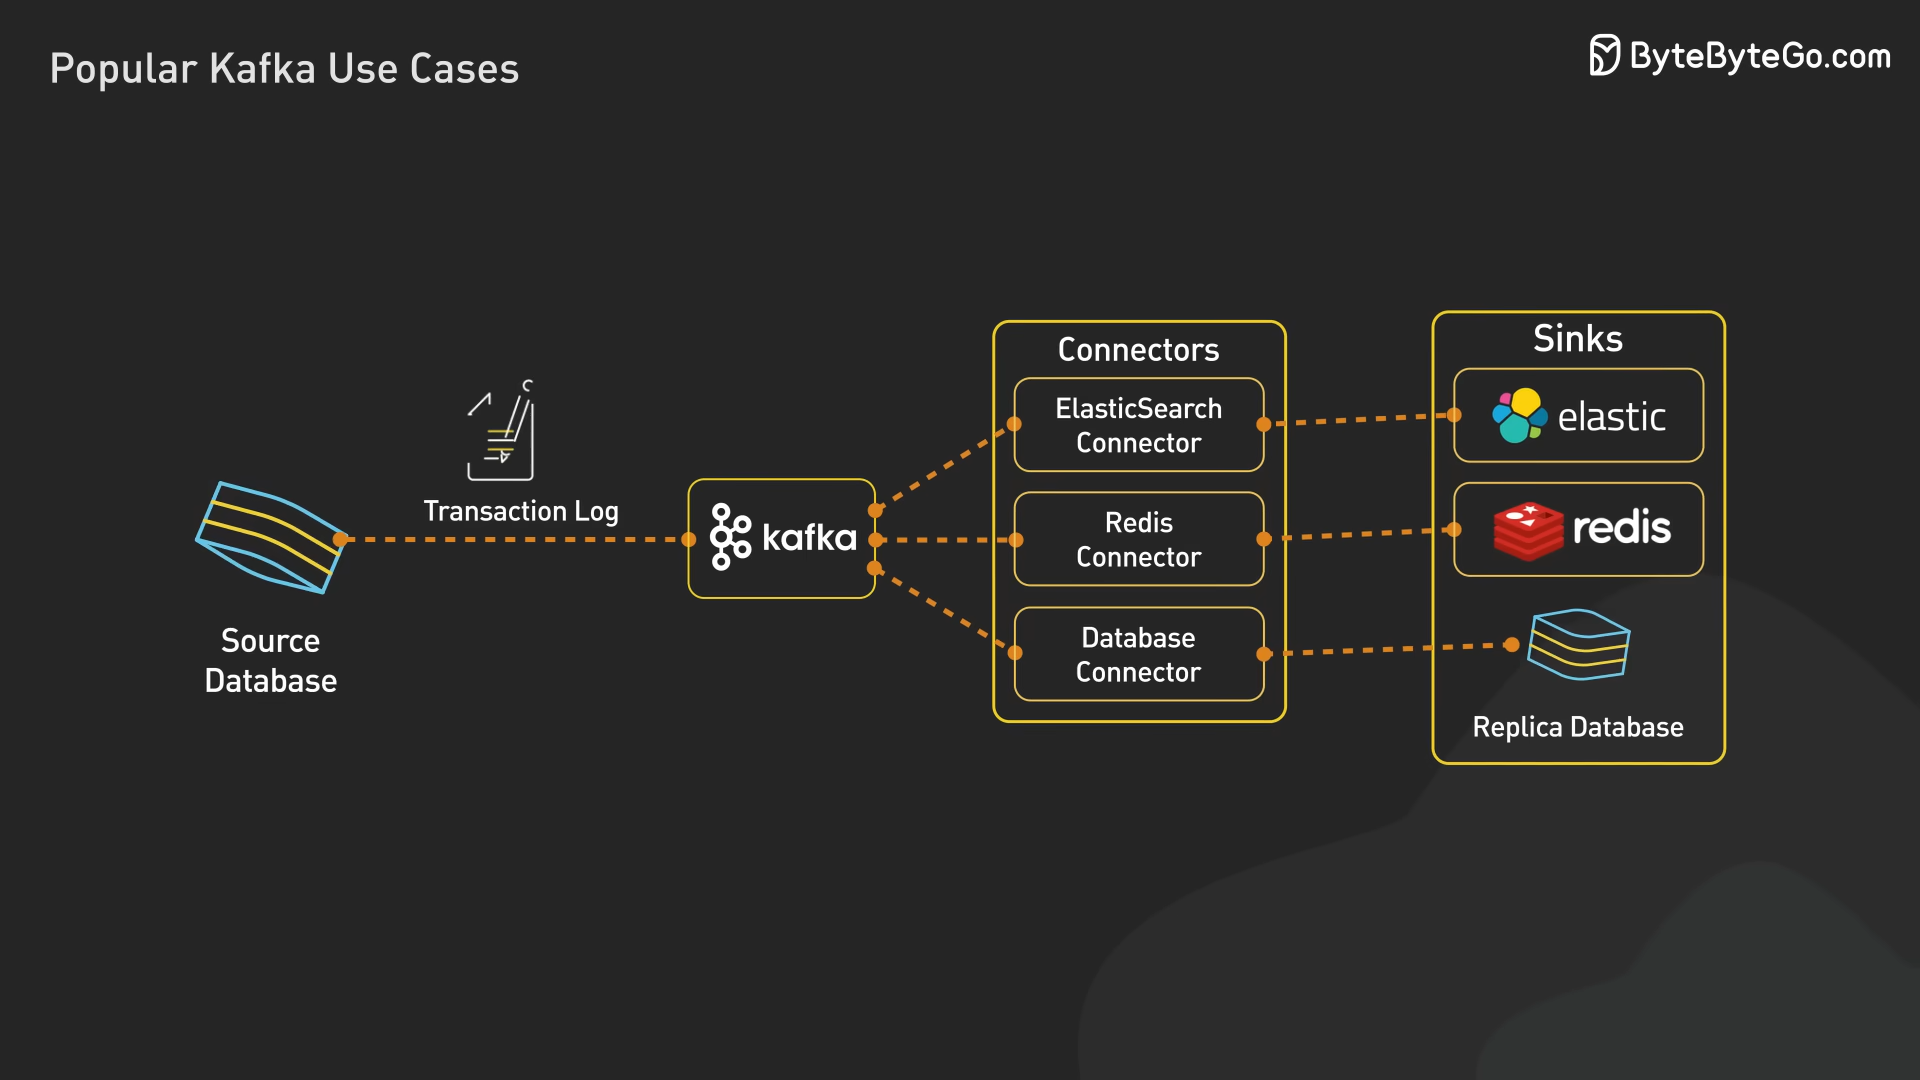 Popular Kafka Use Cases
ByteByteGo.com
Transaction Log
Source
Database
kafka
Connectors
ElasticSearch
Connector
Redis
Connector
Database
Connector
Sinks
elastic
redis
Replica Database